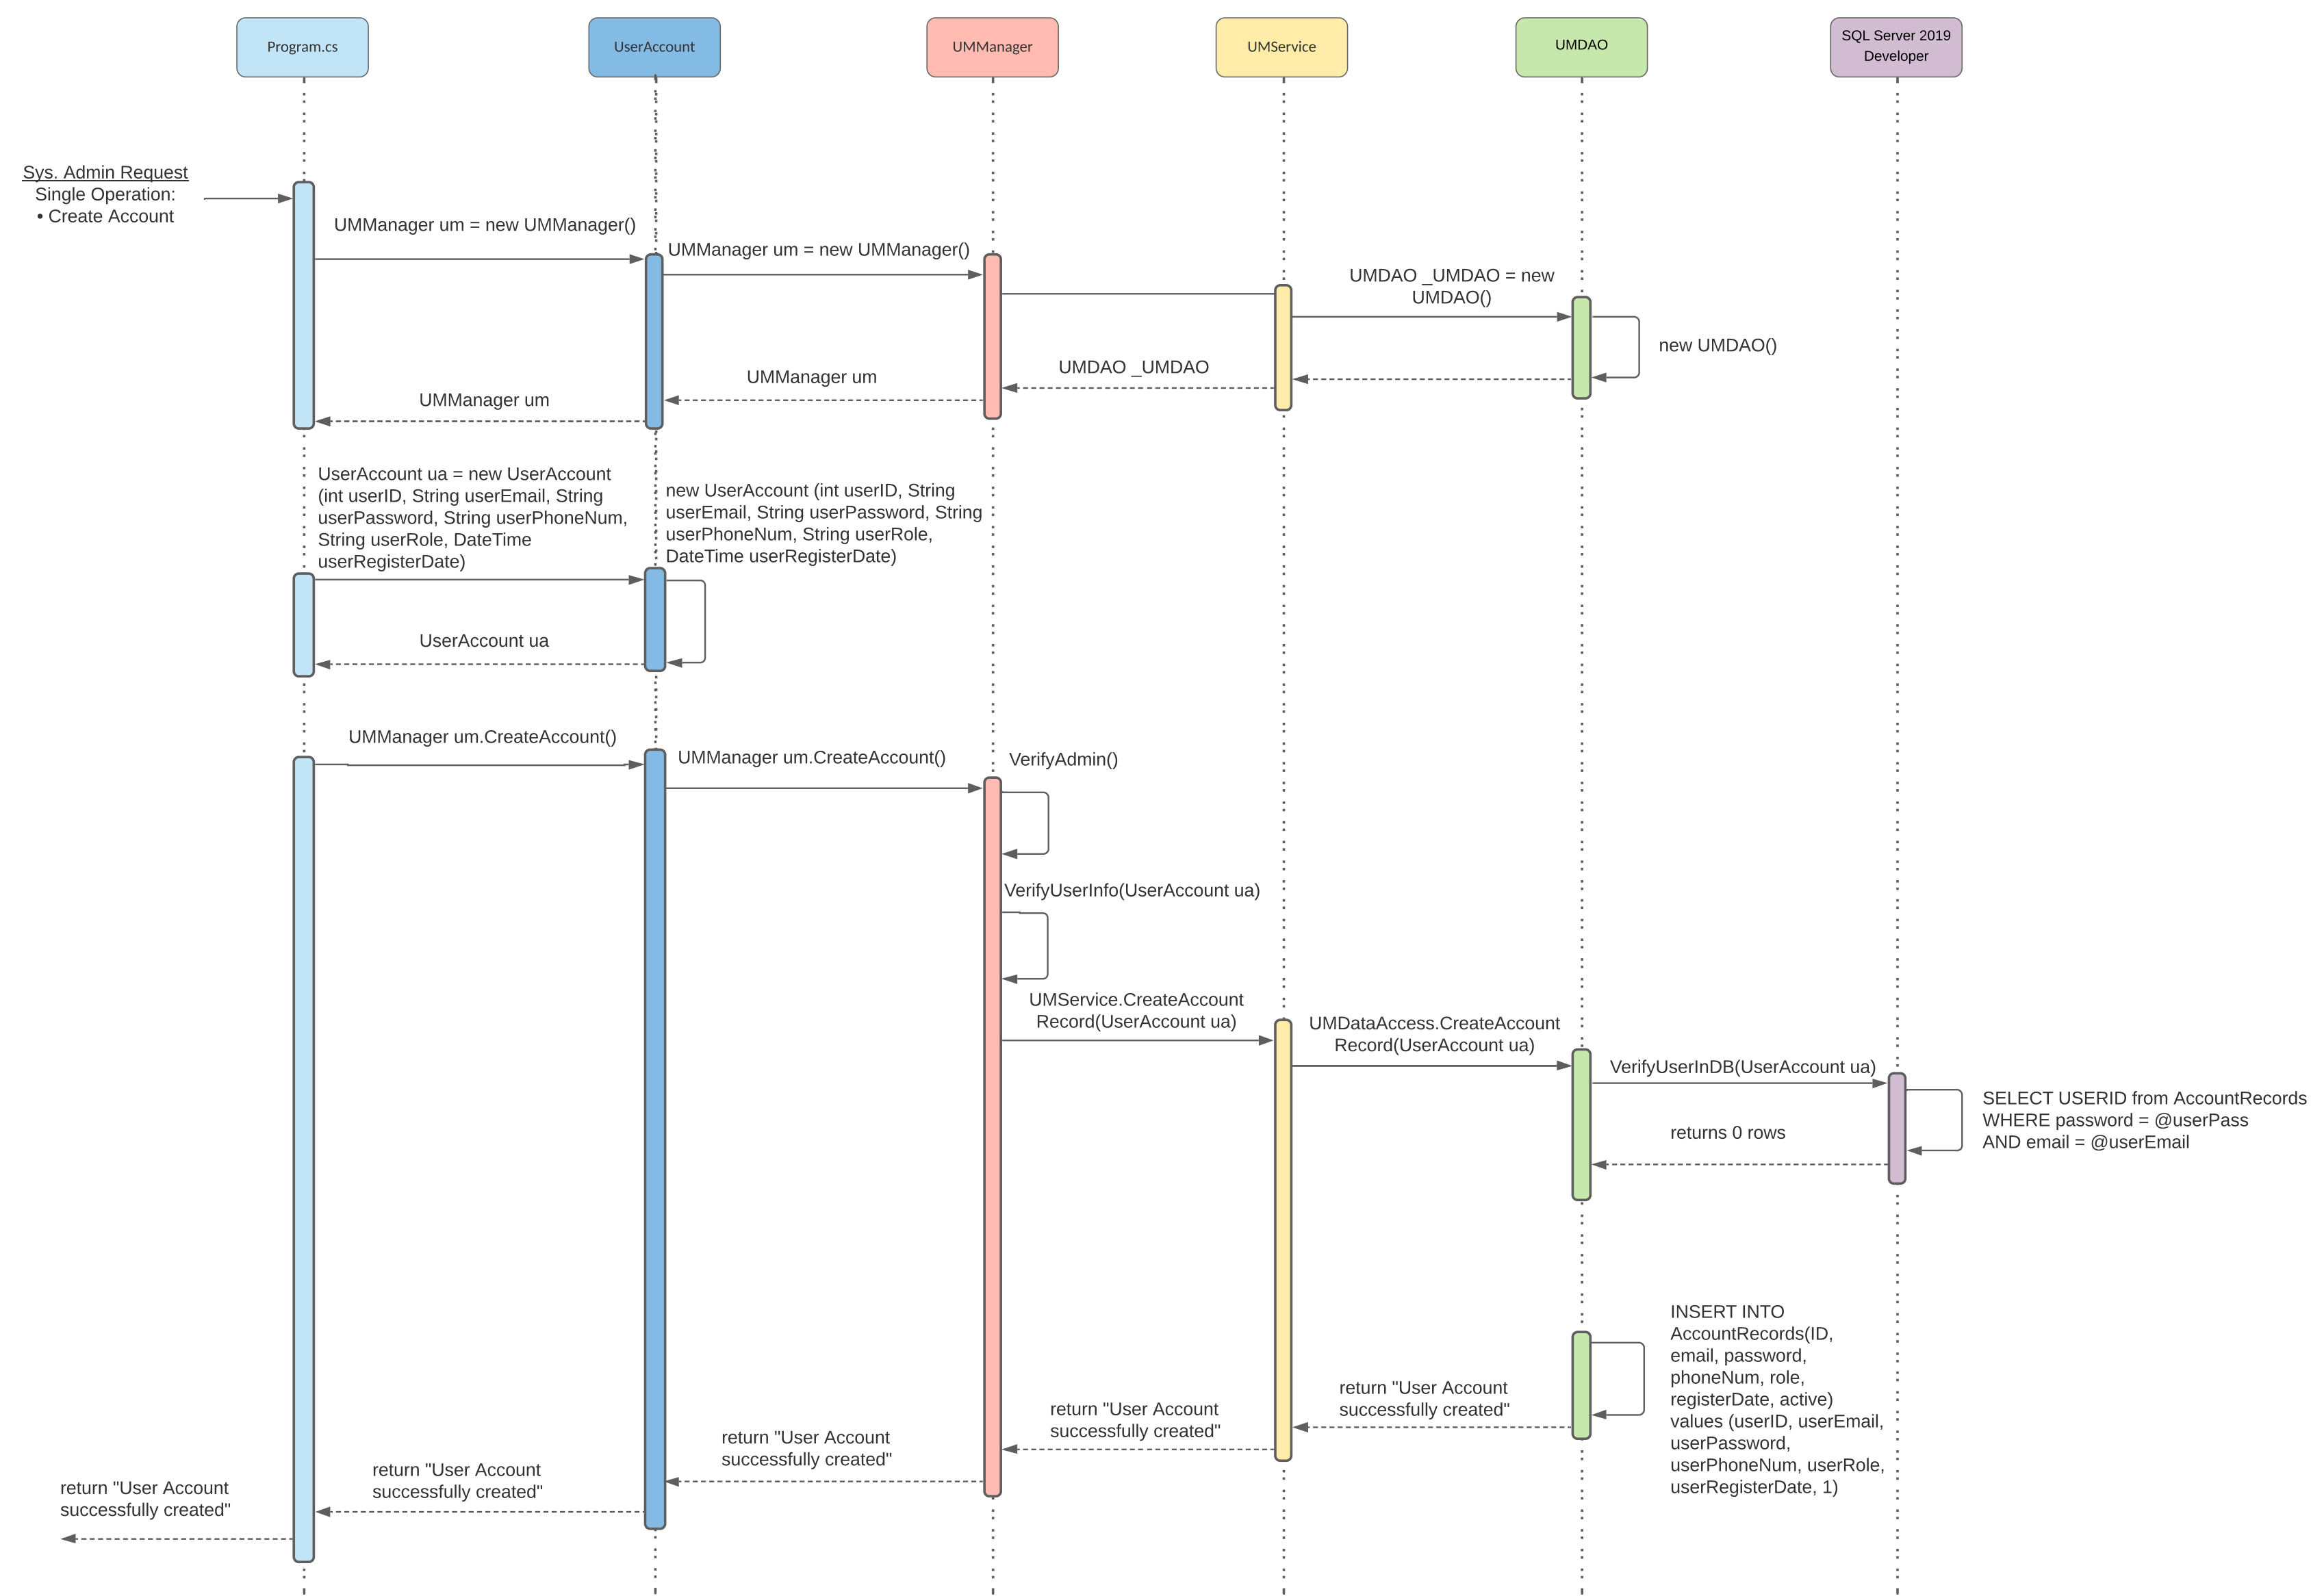 Program.cs
UserAccount
UMManager
UMService
UMDAO
SQL Server 2019
Developer
Sys. Admin Request
Single Operation:
• Create Account
UMManager um = new UMManager()
UMManager um = new UMManager()
UMDAO _UMDAO = new
UMDAO()
new UMDAO()
UMDAO _UMDAO
UMManager um
UMManager um
UserAccount ua = new UserAccount
(int userID, String userEmail, String
userPassword, String userPhoneNum,
String userRole, DateTime
userRegisterDate)
new UserAccount (int userID, String
userEmail, String userPassword, String
userPhoneNum, String userRole,
DateTime userRegisterDate)
UserAccount ua
UMManager um.CreateAccount()
UMManager um.CreateAccount()
VerifyAdmin()
VerifyUserInfo(UserAccount ua)
UMService.CreateAccount
Record(UserAccount ua)
UMDataAccess.CreateAccount
Record(UserAccount ua)
VerifyUserInDB(UserAccount ua)
SELECT USERID from AccountRecords
WHERE password = @userPass
AND email = @userEmail
returns 0 rows
INSERT INTO
AccountRecords(ID,
email, password,
phoneNum, role,
registerDate, active)
values (userID, userEmail,
userPassword,
userPhoneNum, userRole,
userRegisterDate, 1)
return "User Account
successfully created"
return "User Account
successfully created"
return "User Account
successfully created"
return "User Account
successfully created"
return "User Account
successfully created"